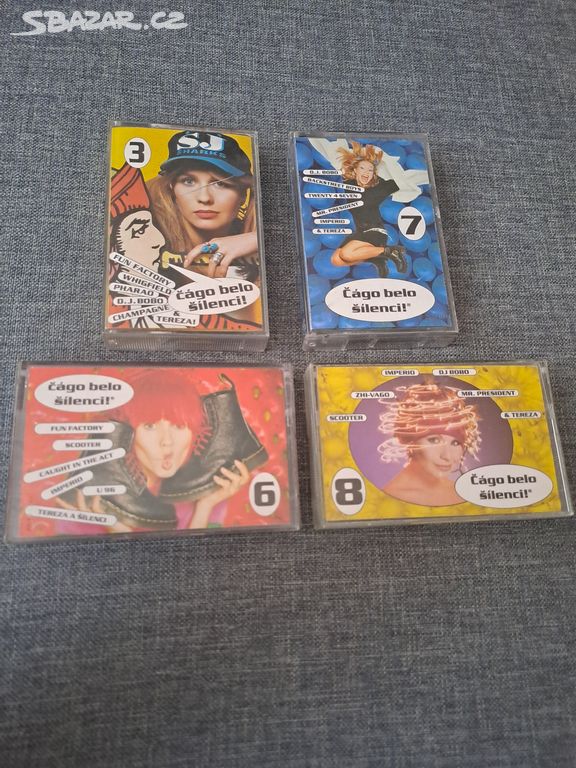 SBAZAR.CZ
3
SJ
SHARKS
FUN FACTORY
WHIGFIELD
PHARAO
D.J. BOBO
CHAMPAGNE
& TEREZA!
Čágo belo
šílenci!
D.J. BOBO
BACKSTREET BOYS
TWENTY 4 SEVEN
MR. PRESIDENT
IMPERIO
& TEREZA
7
Čágo belo
šílenci!®
čágo belo
šílenci!®
FUN FACTORY
SCOOTER
CAUGHT IN THE ACT
IMPERIO
U 96
TEREZA A ŠÍLENCI
6
IMPERIO
DJ BOBO
ZHI-VAGO
MR. PRESIDENT
SCOOTER
& TEREZA
8
Čágo belo
šílenci!®